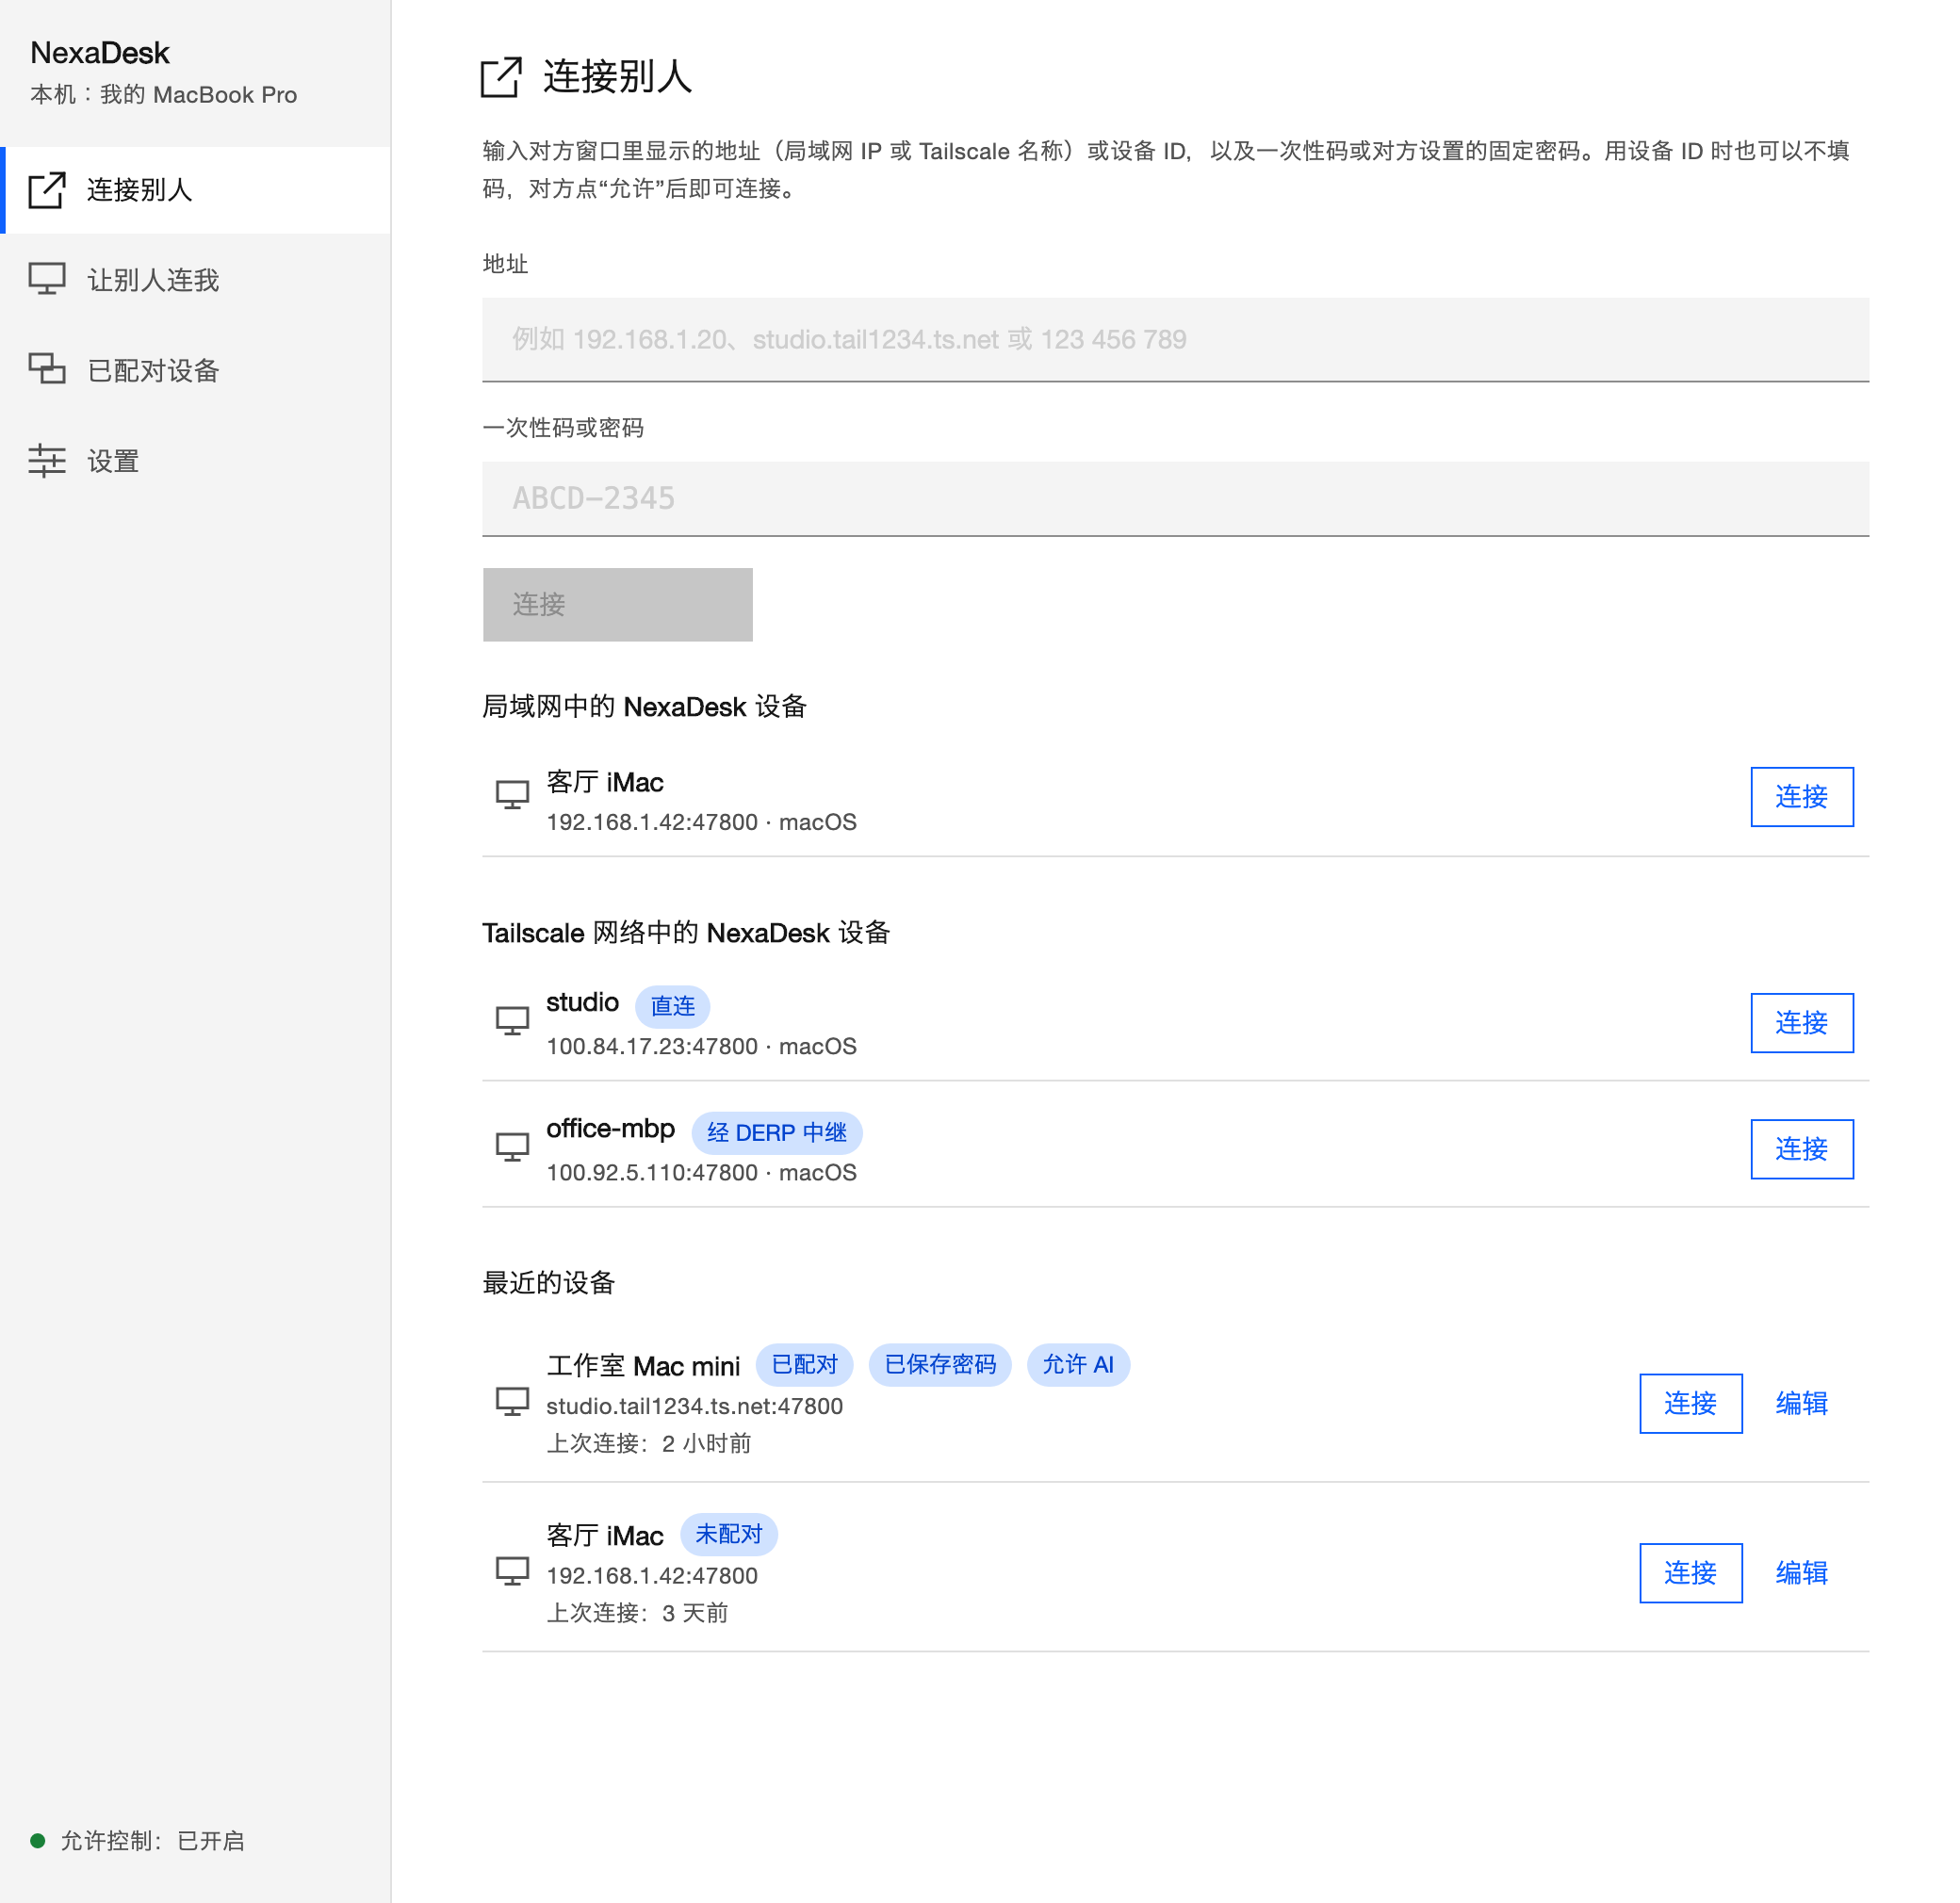 NexaDesk
本机：我的 MacBook Pro
连接别人
让别人连我
已配对设备
设置
允许控制：已开启
连接别人
输入对方窗口里显示的地址（局域网 IP 或 Tailscale 名称）或设备 ID，以及一次性码或对方设置的固定密码。用设备 ID 时也可以不填
码，对方点“允许”后即可连接。
地址
例如 192.168.1.20、studio.tail1234.ts.net 或 123 456 789
一次性码或密码
ABCD-2345
连接
局域网中的 NexaDesk 设备
客厅 iMac
192.168.1.42:47800 · macOS
连接
Tailscale 网络中的 NexaDesk 设备
studio 直连
100.84.17.23:47800 · macOS
连接
office-mbp 经 DERP 中继
100.92.5.110:47800 · macOS
连接
最近的设备
工作室 Mac mini 已配对 已保存密码 允许 AI
studio.tail1234.ts.net:47800
上次连接：2 小时前
连接 编辑
客厅 iMac 未配对
192.168.1.42:47800
上次连接：3 天前
连接 编辑